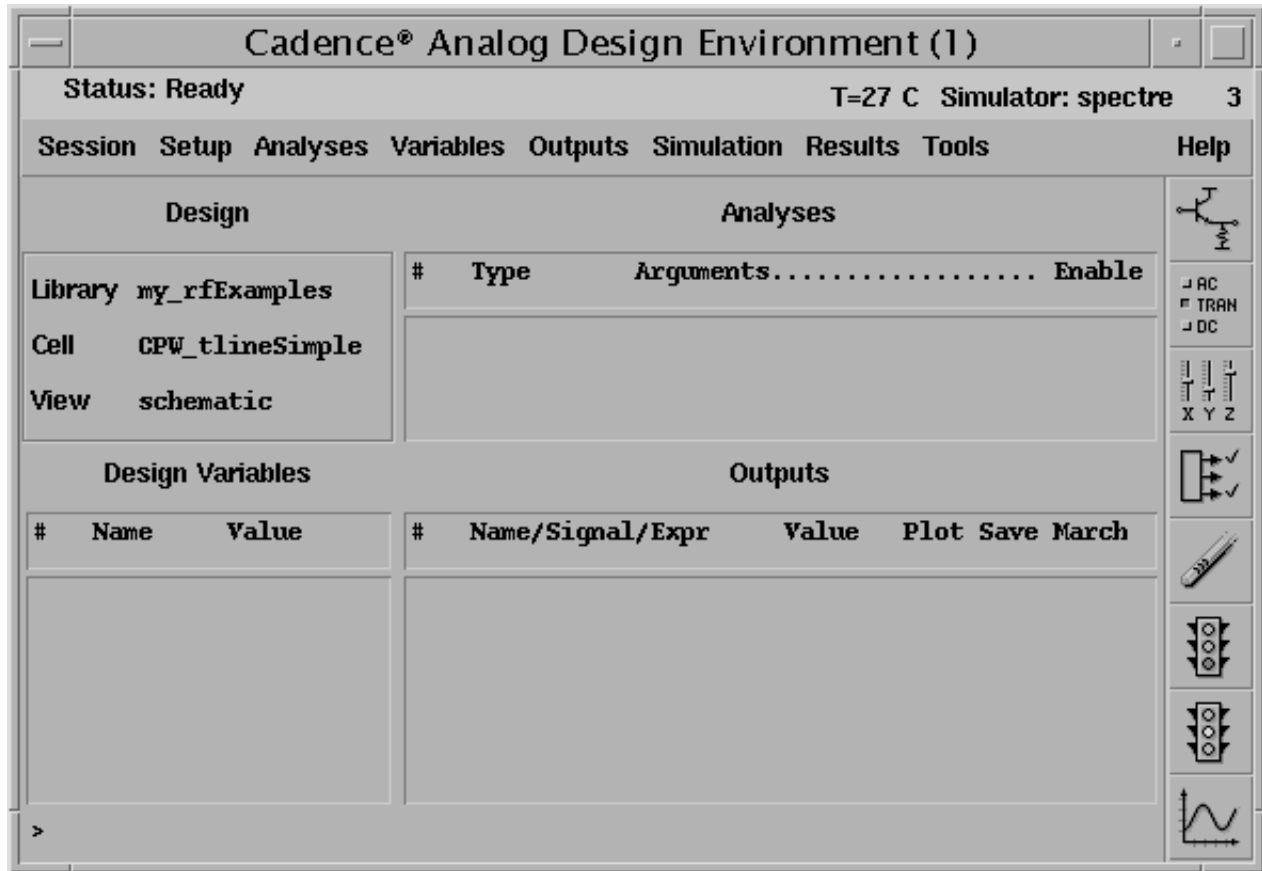 Cadence® Analog Design Environment (1)
Status: Ready T=27 C Simulator: spectre 3
Session Setup Analyses Variables Outputs Simulation Results Tools Help
Design
Analyses
# Type Arguments................... Enable
Library my_rfExamples
Cell CPW_tlineSimple
View schematic
Design Variables
Outputs
# Name Value
# Name/Signal/Expr Value Plot Save March
>
AC
TRAN
DC
X Y Z